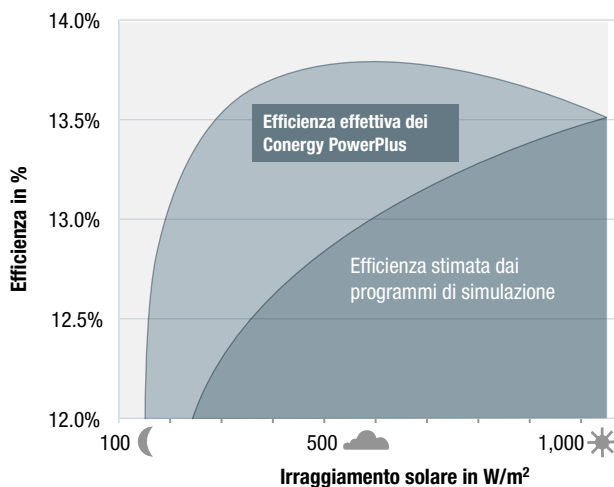 14.0%
13.5%
13.0%
12.5%
12.0%
Efficienza in %
Efficienza effettiva dei
Conergy PowerPlus
Efficienza stimata dai
programmi di simulazione
100
500
1,000
Irraggiamento solare in W/m²